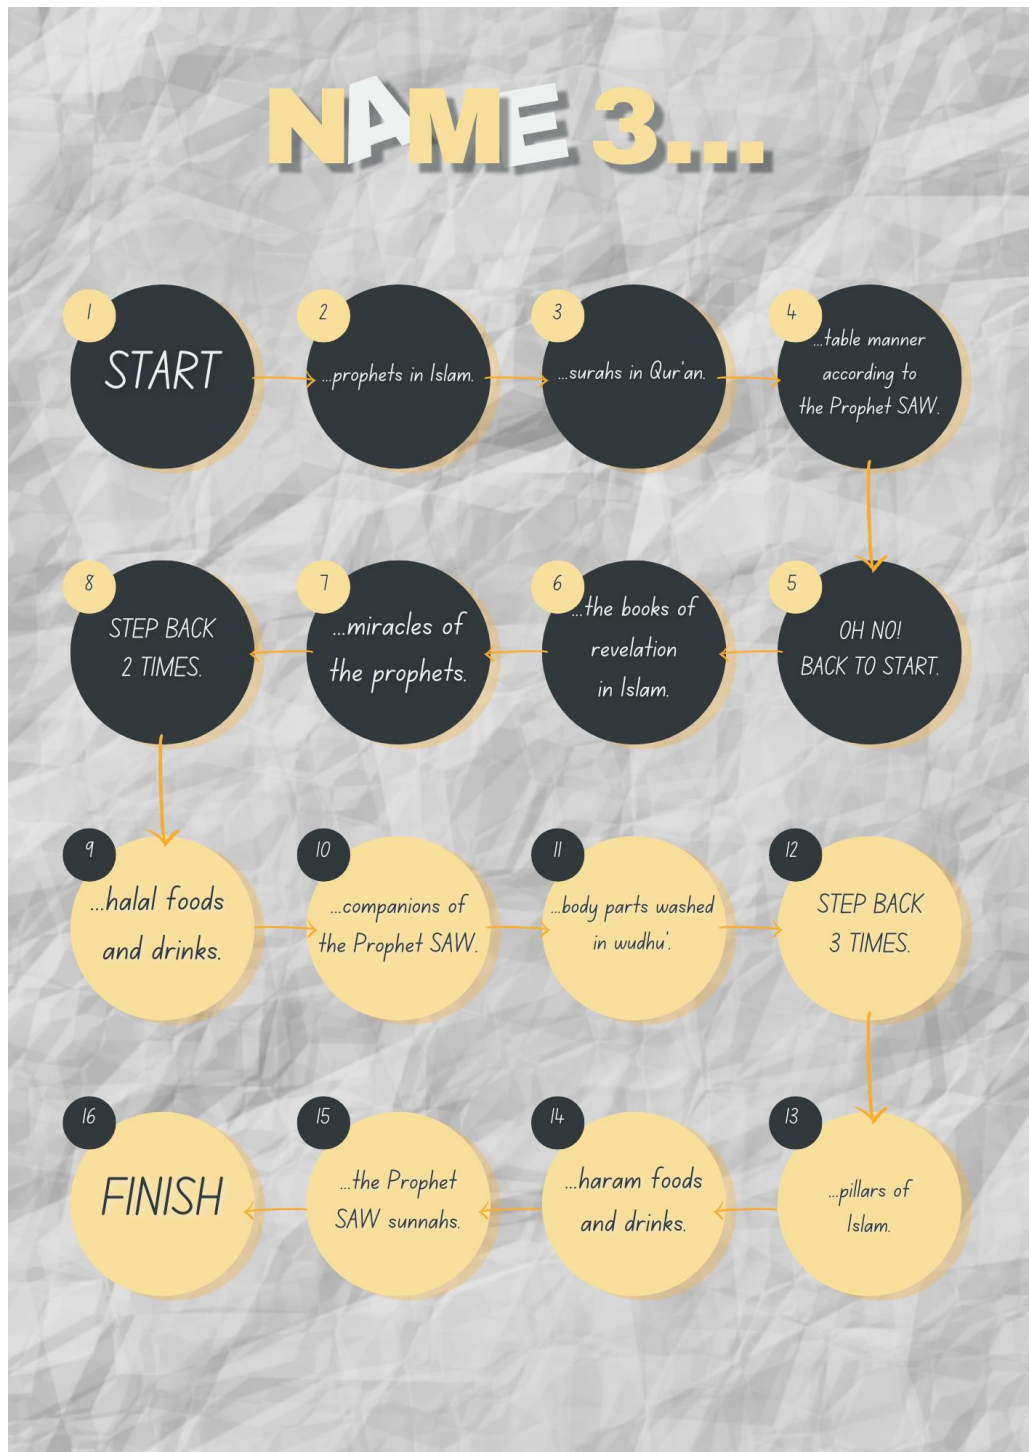 NAME 3...
1
START
2
...prophets in Islam.
3
...surahs in Qur'an.
4
...table manner
according to
the Prophet SAW.
5
OH NO!
BACK TO START.
6
...the books of
revelation
in Islam.
7
...miracles of
the prophets.
8
STEP BACK
2 TIMES.
9
...halal foods
and drinks.
10
...companions of
the Prophet SAW.
11
...body parts washed
in wudhu'.
12
STEP BACK
3 TIMES.
13
...pillars of
Islam.
14
...haram foods
and drinks.
15
...the Prophet
SAW sunnahs.
16
FINISH